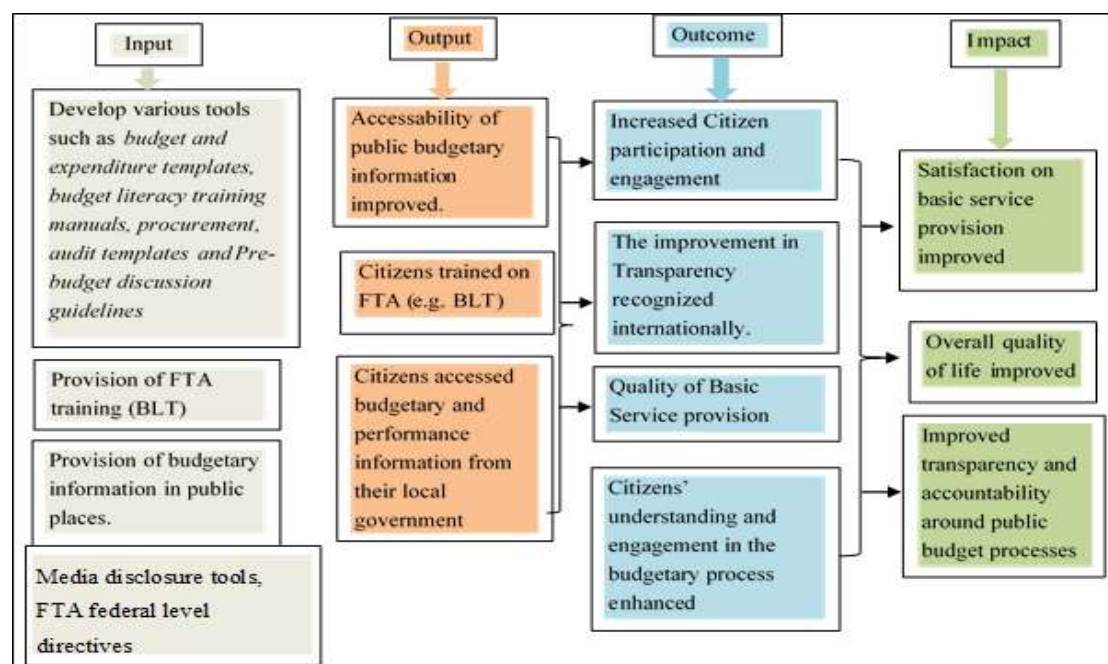 Input
Develop various tools
such as budget and
expenditure templates,
budget literacy training
manuals, procurement,
audit templates and Pre-
budget discussion
guidelines
Provision of FTA
training (BLT)
Provision of budgetary
information in public
places.
Media disclosure tools,
FTA federal level
directives
Output
Accessability of
public budgetary
information
improved.
Citizens trained on
FTA (e.g. BLT)
Citizens accessed
budgetary and
performance
information from
their local
government
Outcome
Increased Citizen
participation and
engagement
The improvement in
Transparency
recognized
internationally.
Quality of Basic
Service provision
Citizens’
understanding and
engagement in the
budgetary process
enhanced
Impact
Satisfaction on
basic service
provision
improved
Overall quality
of life improved
Improved
transparency and
accountability
around public
budget processes